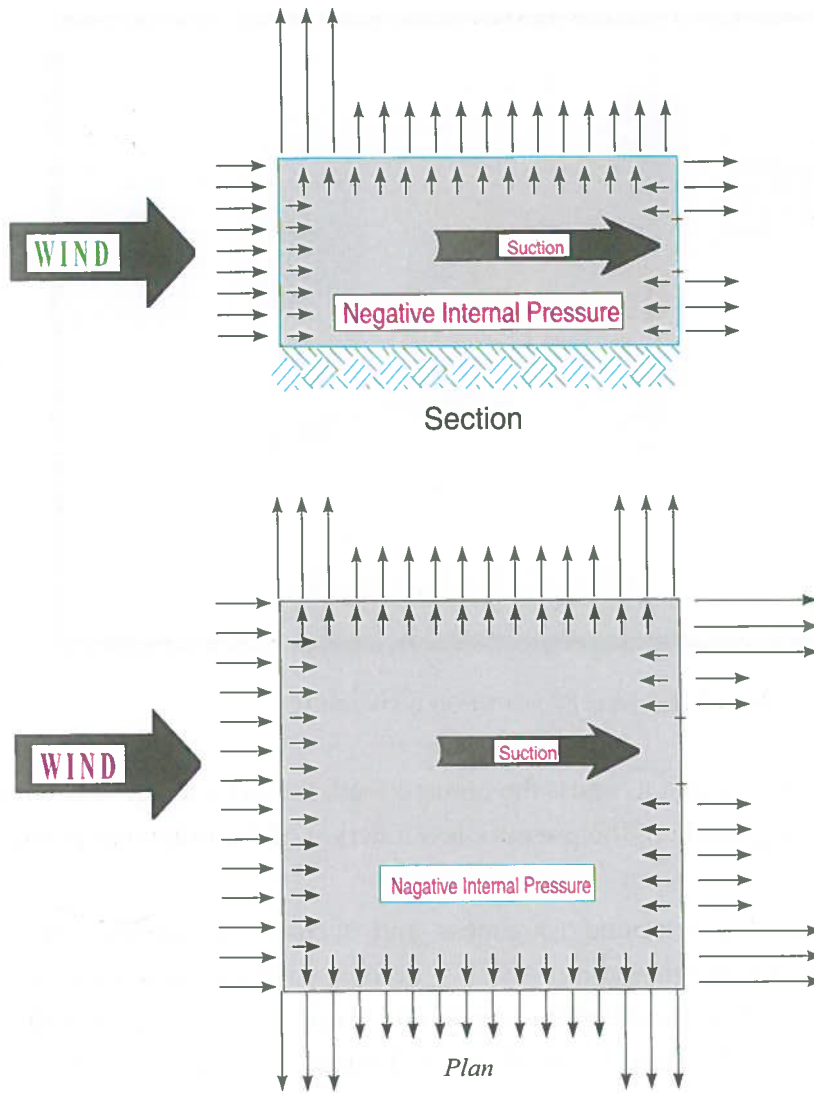 WIND
Suction
Negative Internal Pressure
Section
WIND
Suction
Nagative Internal Pressure
Plan